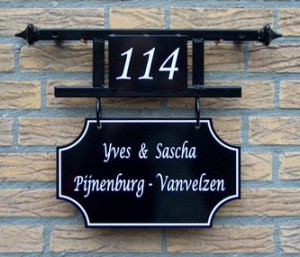 114
Yves & Sascha
Pijnenburg - Vanvelzen